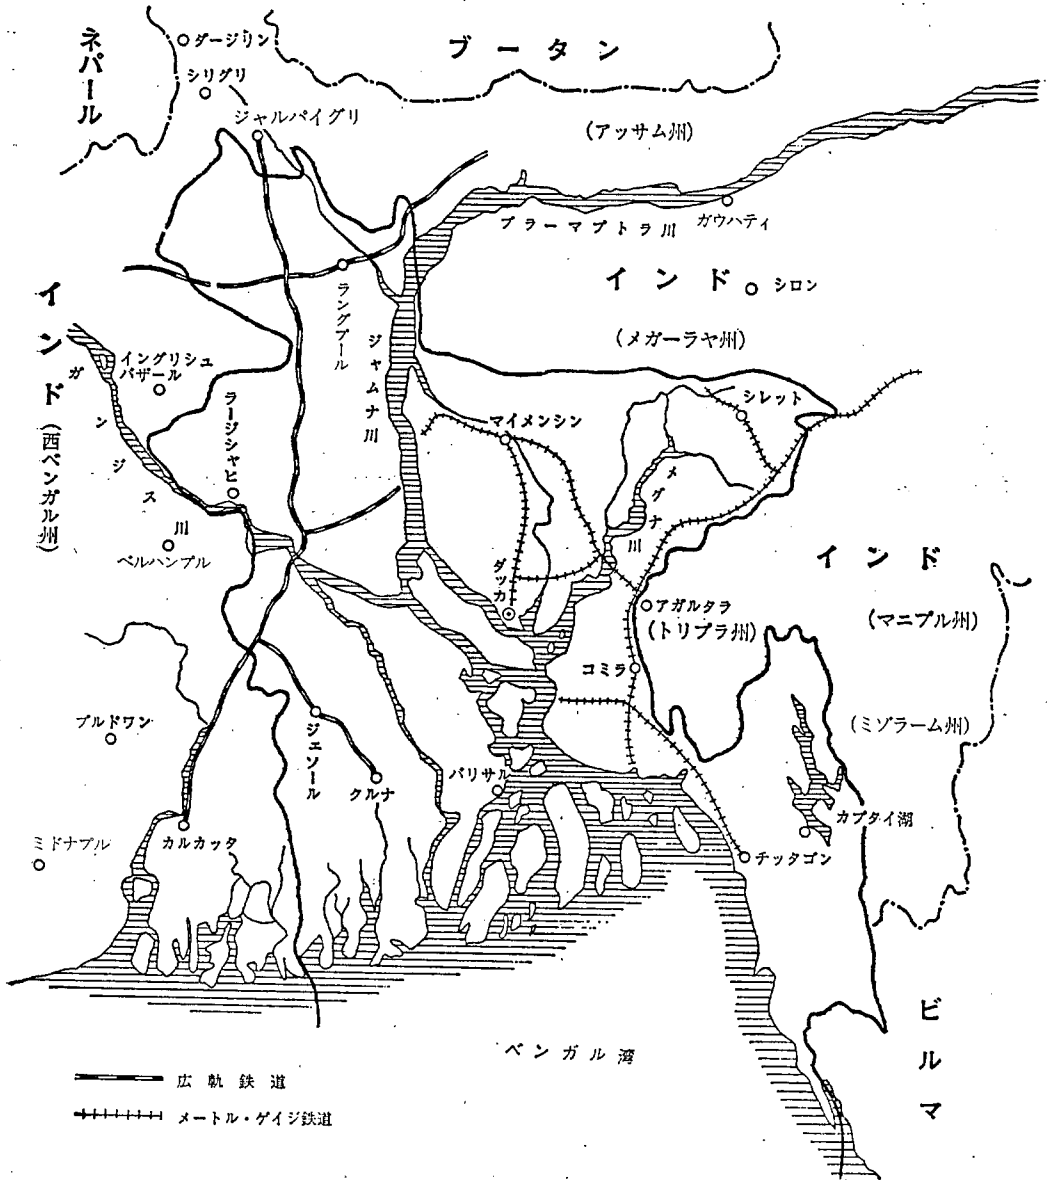 ネパール
ダージリン
シリグリ
ジャルパイグリ
ブータン
(アッサム州)
ブラーマプトラ川
ガウハティ
インド
シロン
(メガーラヤ州)
ラングプール
ジャムナ川
インド(西ベンガル州)
ガンジス川
イングリシュ
バザール
ラージシャヒ
マイメンシン
シレット
メグナ川
ベルハンプル
ダッカ
インド
アガルタラ
(トリプラ州)
(マニプル州)
コミラ
(ミゾラーム州)
ブルドワン
ジェソール
クルナ
バリサル
カプタイ湖
ミドナプル
カルカッタ
チッタゴン
ビルマ
ベンガル湾
広軌鉄道
メートル・ゲイジ鉄道